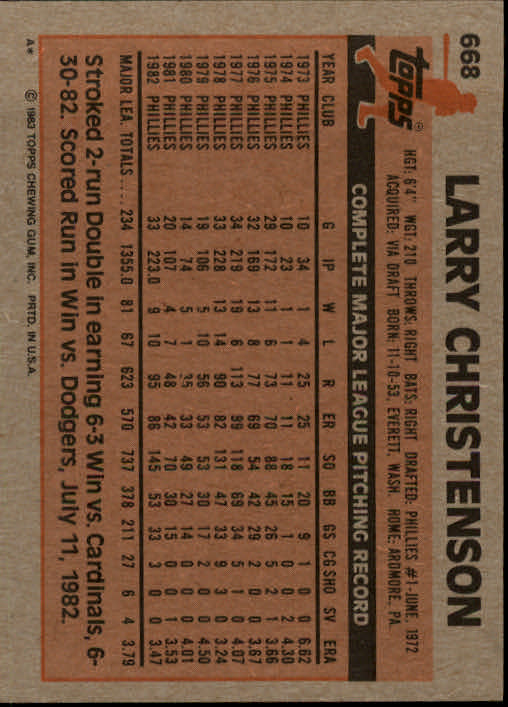 668
topps®
LARRY CHRISTENSON
HGT: 6'4" WGT: 210 THROWS: RIGHT BATS: RIGHT DRAFTED: PHILLIES #1-JUNE, 1972
ACQUIRED: VIA DRAFT BORN: 11-10-53, EVERETT, WASH. HOME: ARDMORE, PA.
COMPLETE MAJOR LEAGUE PITCHING RECORD
YEAR CLUB G IP W L R ER SO BB GS CG SHO SV ERA
1973 PHILLIES 10 34 1 4 25 25 11 20 9 1 0 0 6.62
1974 PHILLIES 10 23 1 1 11 11 18 15 1 0 0 2 4.30
1975 PHILLIES 29 172 11 6 73 70 88 45 26 5 2 1 3.66
1976 PHILLIES 32 169 13 8 77 69 54 42 29 2 0 0 3.67
1977 PHILLIES 34 219 19 6 113 99 118 69 34 5 1 0 4.07
1978 PHILLIES 33 228 13 14 90 82 131 47 33 9 3 0 3.24
1979 PHILLIES 19 106 5 10 56 53 53 30 17 2 0 0 4.50
1980 PHILLIES 14 74 5 1 35 33 49 27 14 0 0 0 4.01
1981 PHILLIES 20 107 4 7 48 42 70 30 15 0 0 1 3.53
1982 PHILLIES 33 223.0 9 10 95 86 145 53 33 3 0 0 3.47
MAJOR LEA. TOTALS..... 234 1355.0 81 67 623 570 737 378 211 27 6 4 3.79
Stroked 2-run Double in earning 6-3 Win vs. Cardinals, 6-
30-82. Scored Run in Win vs. Dodgers, July 11, 1982.
A* © 1983 TOPPS CHEWING GUM, INC. PRTD. IN U.S.A.